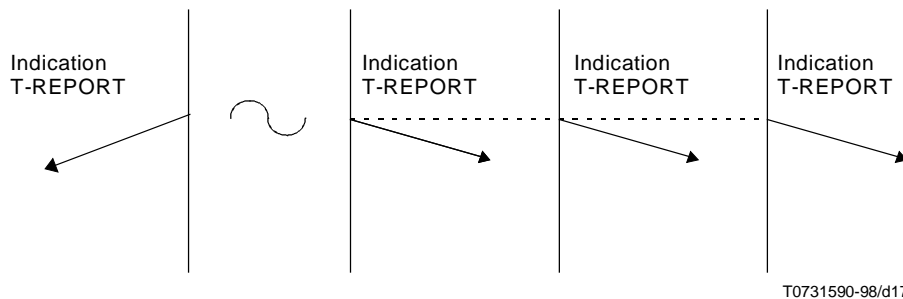 Indication
T-REPORT
Indication
T-REPORT
Indication
T-REPORT
Indication
T-REPORT
T0731590-98/d17